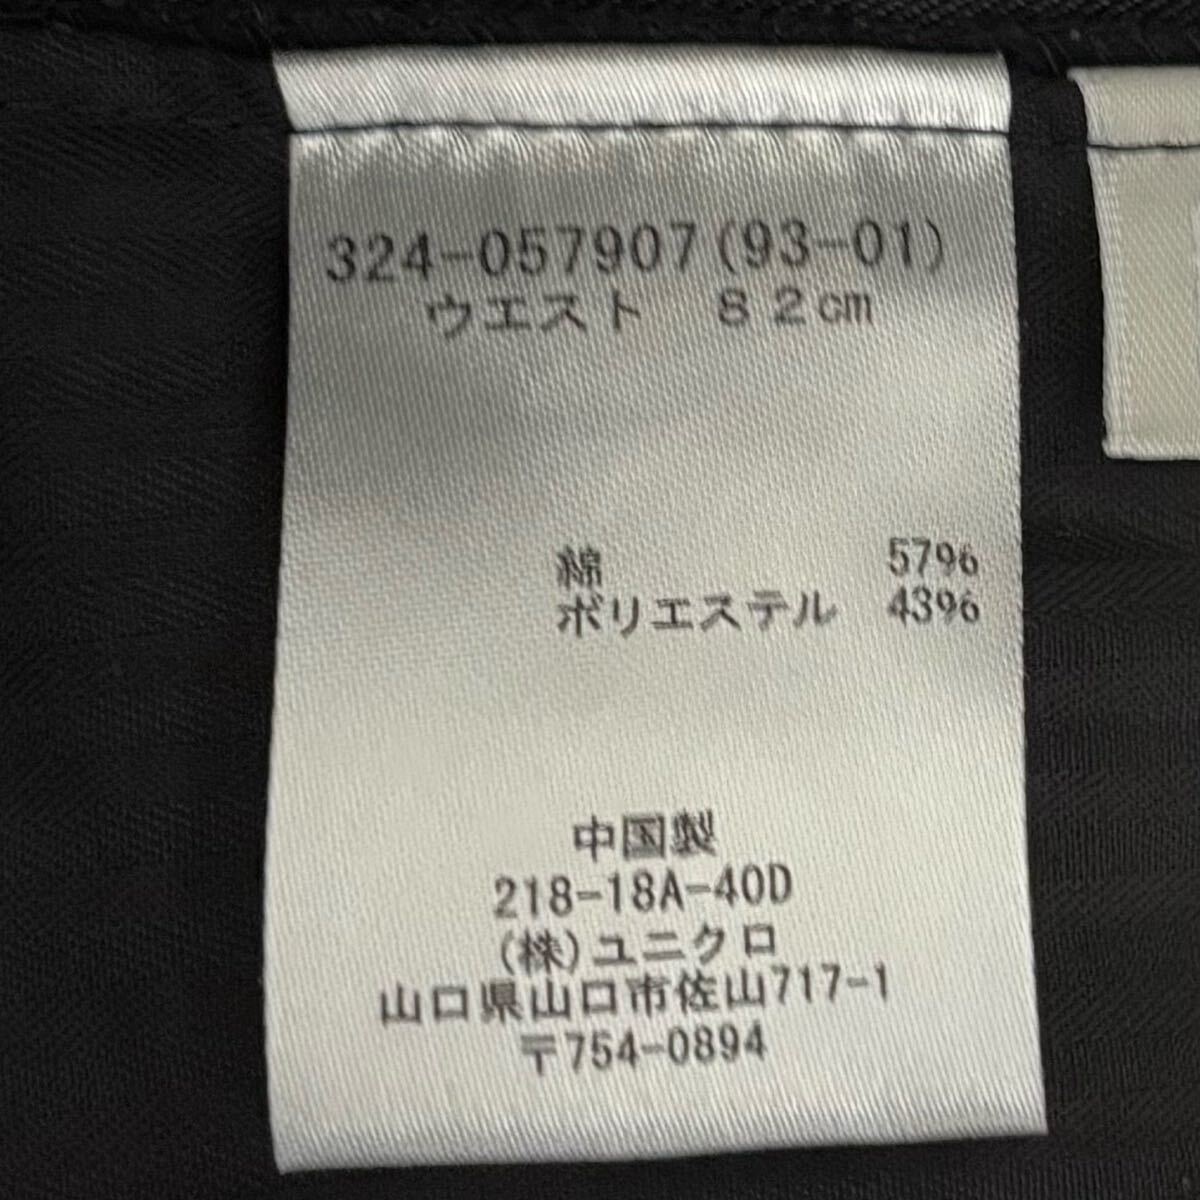 324-057907(93-01)
ウエスト　８２cm
綿 57%
ポリエステル 43%
中国製
218-18A-40D
(株)ユニクロ
山口県山口市佐山717-1
〒754-0894